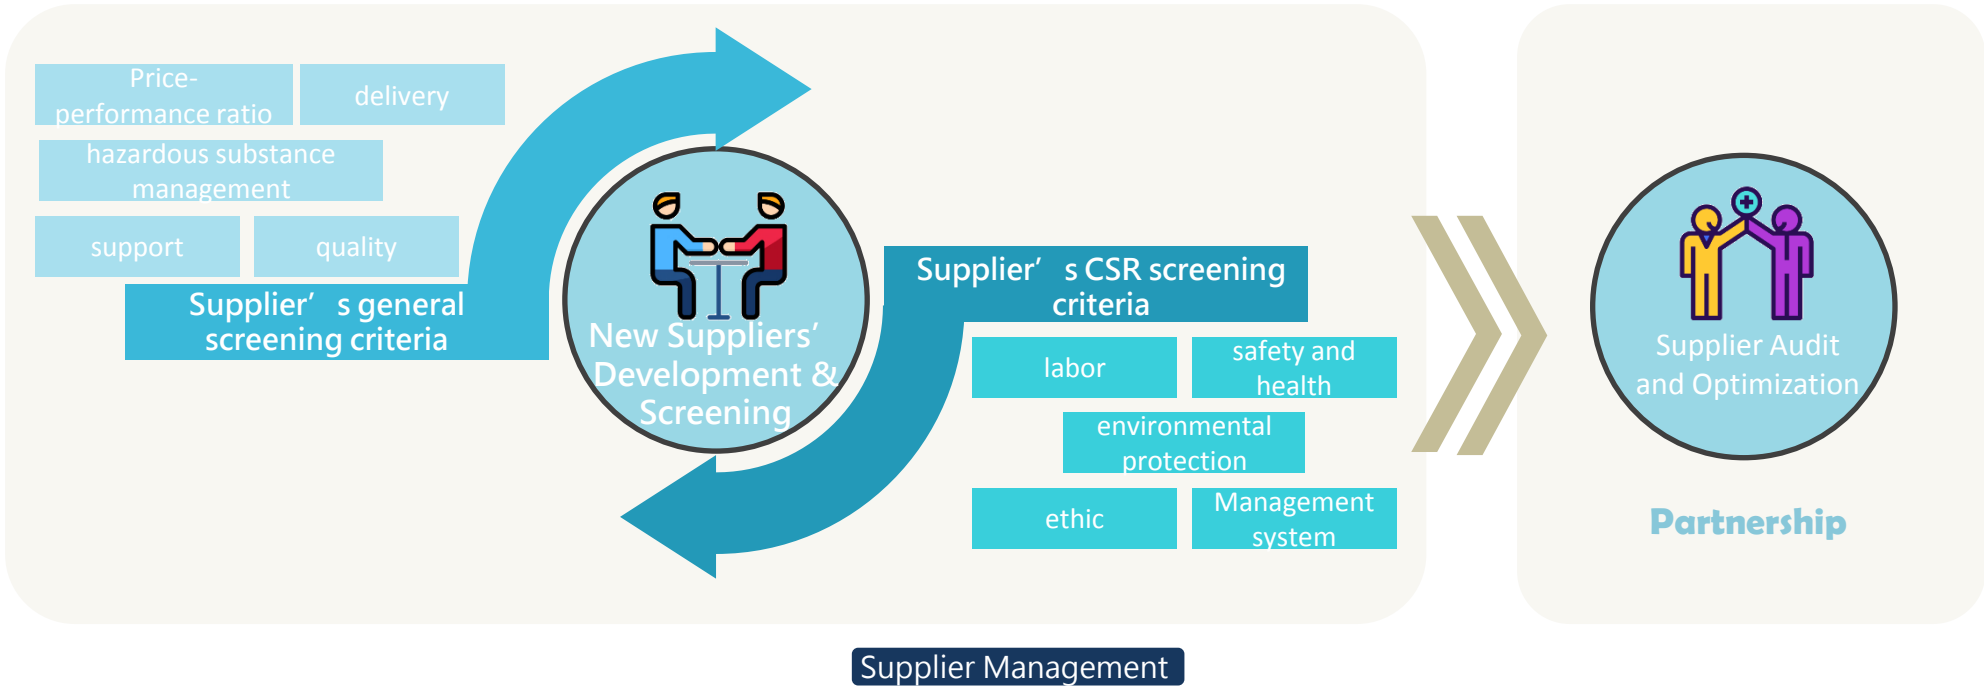 Price-
performance ratio
delivery
hazardous substance
management
support
quality
Supplier’s general
screening criteria
New Suppliers’
Development &
Screening
Supplier’s CSR screening
criteria
labor
safety and
health
environmental
protection
ethic
Management
system
Supplier Audit
and Optimization
Partnership
Supplier Management